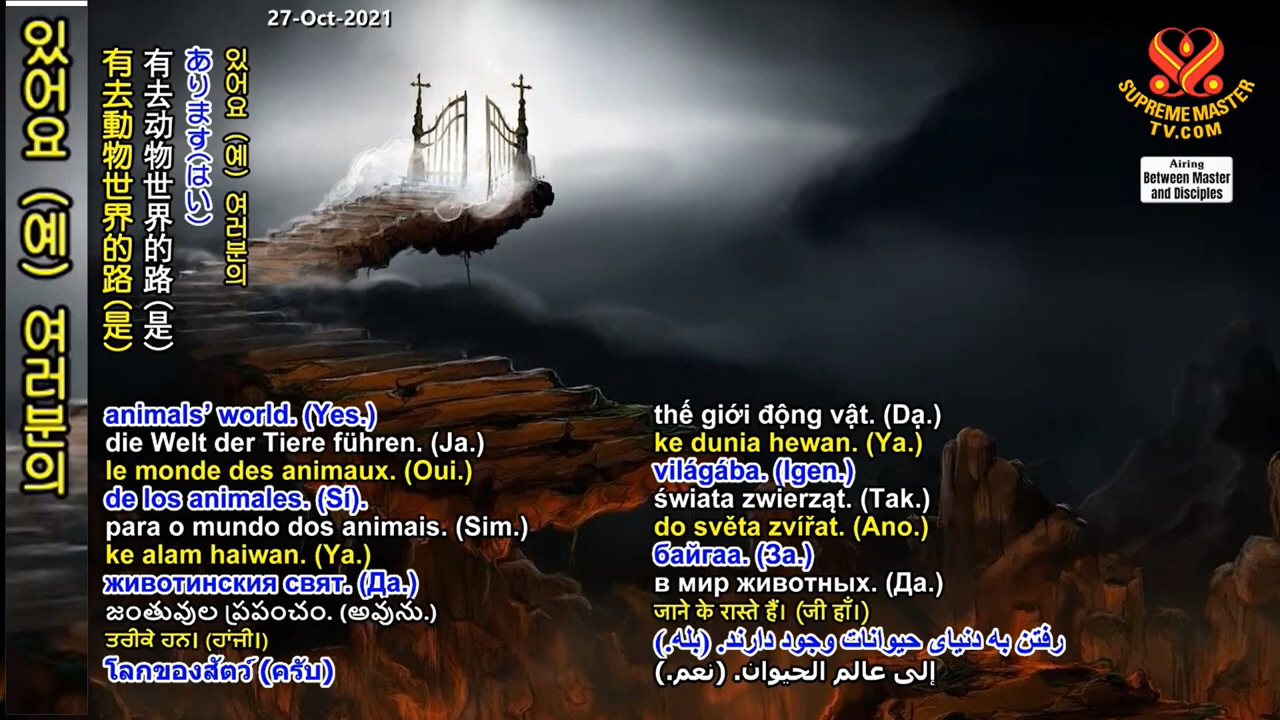 27-Oct-2021
있어요 (예) 여러분의
有去動物世界的路(是)
有去动物世界的路(是)
あります(はい)
있어요 (예) 여러분의
SUPREME MASTER
TV.COM
Airing
Between Master
and Disciples
animals’ world. (Yes.)
die Welt der Tiere führen. (Ja.)
le monde des animaux. (Oui.)
de los animales. (Sí).
para o mundo dos animais. (Sim.)
ke alam haiwan. (Ya.)
животинския свят. (Да.)
జంతువుల ప్రపంచం. (అవును.)
ਤਰੀਕੇ ਹਨ। (ਹਾਂਜੀ।)
โลกของสัตว์ (ครับ)
thế giới động vật. (Dạ.)
ke dunia hewan. (Ya.)
világába. (Igen.)
świata zwierząt. (Tak.)
do světa zvířat. (Ano.)
байгаа. (За.)
в мир животных. (Да.)
जाने के रास्ते हैं। (जी हाँ।)
رفتن به دنیای حیوانات وجود دارند. (بله.)
إلى عالم الحيوان. (نعم.)